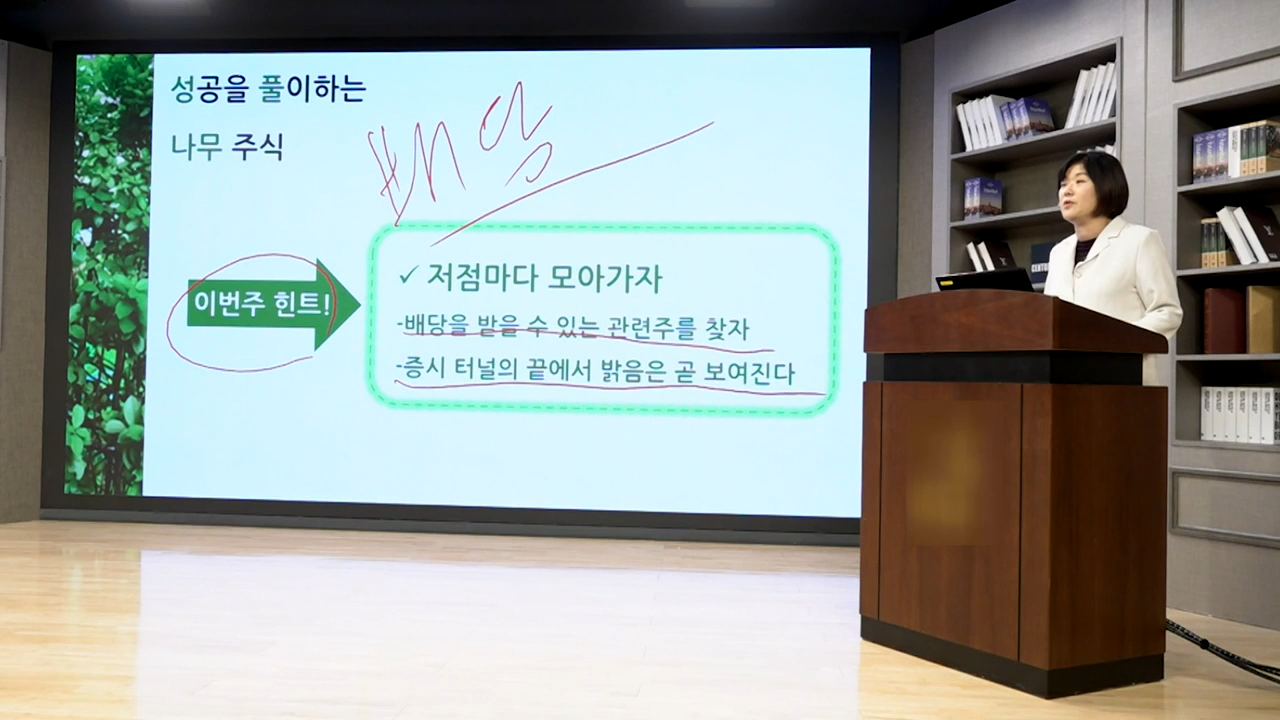 성공을 풀이하는
나무 주식
배당
이번주 힌트!
✓ 저점마다 모아가자
-배당을 받을 수 있는 관련주를 찾자
-증시 터널의 끝에서 밝음은 곧 보여진다